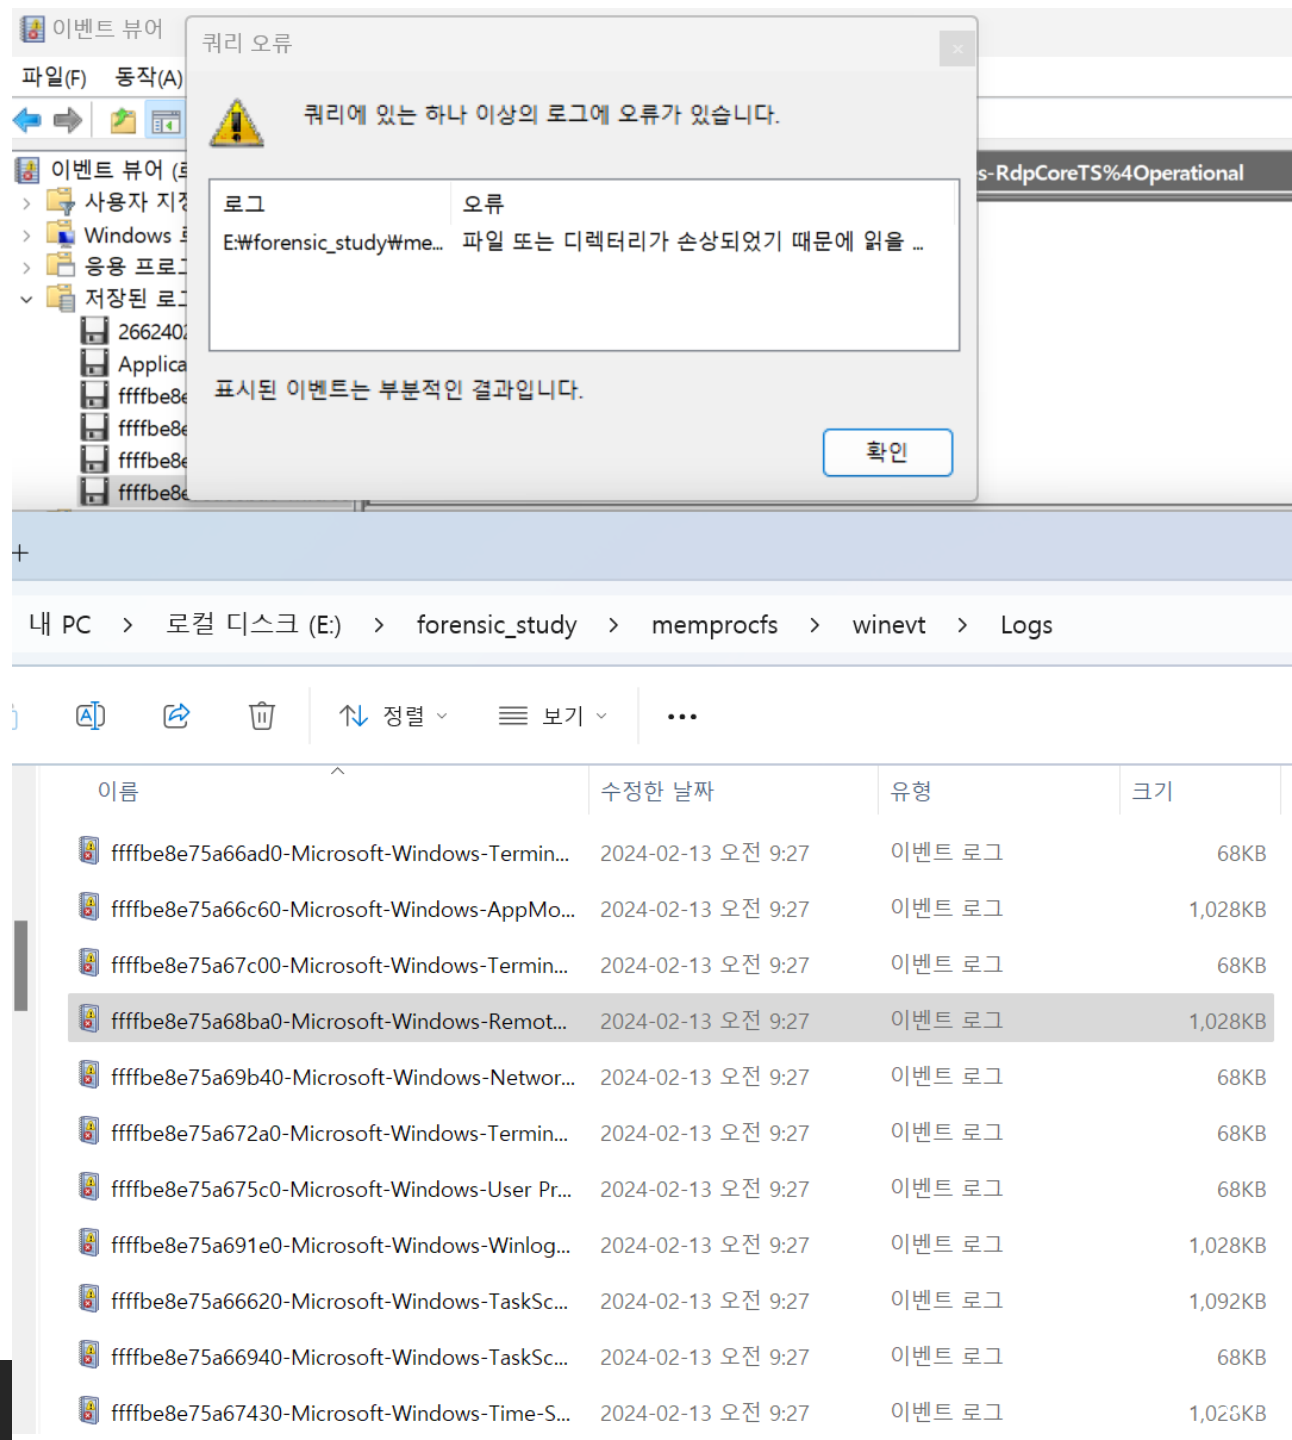 이벤트 뷰어
쿼리 오류
파일(F) 동작(A)
쿼리에 있는 하나 이상의 로그에 오류가 있습니다.
이벤트 뷰어
s-RdpCoreTS%4Operational
사용자 지정
로그 오류
Windows
E:₩forensic_study₩me... 파일 또는 디렉터리가 손상되었기 때문에 읽을 ...
응용 프로그
저장된 로그
266240
Applica
표시된 이벤트는 부분적인 결과입니다.
ffffbe8e
ffffbe8e
확인
ffffbe8e
ffffbe8e
+
내 PC > 로컬 디스크 (E:) > forensic_study > memprocfs > winevt > Logs
정렬 보기 ...
이름 수정한 날짜 유형 크기
ffffbe8e75a66ad0-Microsoft-Windows-Termin... 2024-02-13 오전 9:27 이벤트 로그 68KB
ffffbe8e75a66c60-Microsoft-Windows-AppMo... 2024-02-13 오전 9:27 이벤트 로그 1,028KB
ffffbe8e75a67c00-Microsoft-Windows-Termin... 2024-02-13 오전 9:27 이벤트 로그 68KB
ffffbe8e75a68ba0-Microsoft-Windows-Remot... 2024-02-13 오전 9:27 이벤트 로그 1,028KB
ffffbe8e75a69b40-Microsoft-Windows-Networ... 2024-02-13 오전 9:27 이벤트 로그 68KB
ffffbe8e75a672a0-Microsoft-Windows-Termin... 2024-02-13 오전 9:27 이벤트 로그 68KB
ffffbe8e75a675c0-Microsoft-Windows-User Pr... 2024-02-13 오전 9:27 이벤트 로그 68KB
ffffbe8e75a691e0-Microsoft-Windows-Winlog... 2024-02-13 오전 9:27 이벤트 로그 1,028KB
ffffbe8e75a66620-Microsoft-Windows-TaskSc... 2024-02-13 오전 9:27 이벤트 로그 1,092KB
ffffbe8e75a66940-Microsoft-Windows-TaskSc... 2024-02-13 오전 9:27 이벤트 로그 68KB
ffffbe8e75a67430-Microsoft-Windows-Time-S... 2024-02-13 오전 9:27 이벤트 로그 1,028KB